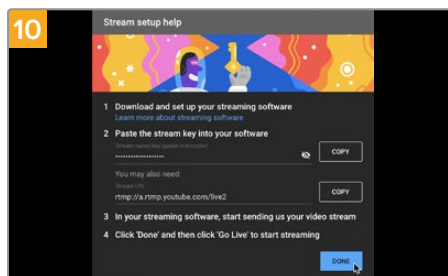 10
Stream setup help
1 Download and set up your streaming software
Learn more about streaming software
2 Paste the stream key into your software
Stream name/key (paste in encoder)
••••••••••••••••••• COPY
You may also need:
Stream URL
rtmp://a.rtmp.youtube.com/live2 COPY
3 In your streaming software, start sending us your video stream
4 Click 'Done' and then click 'Go Live' to start streaming
DONE